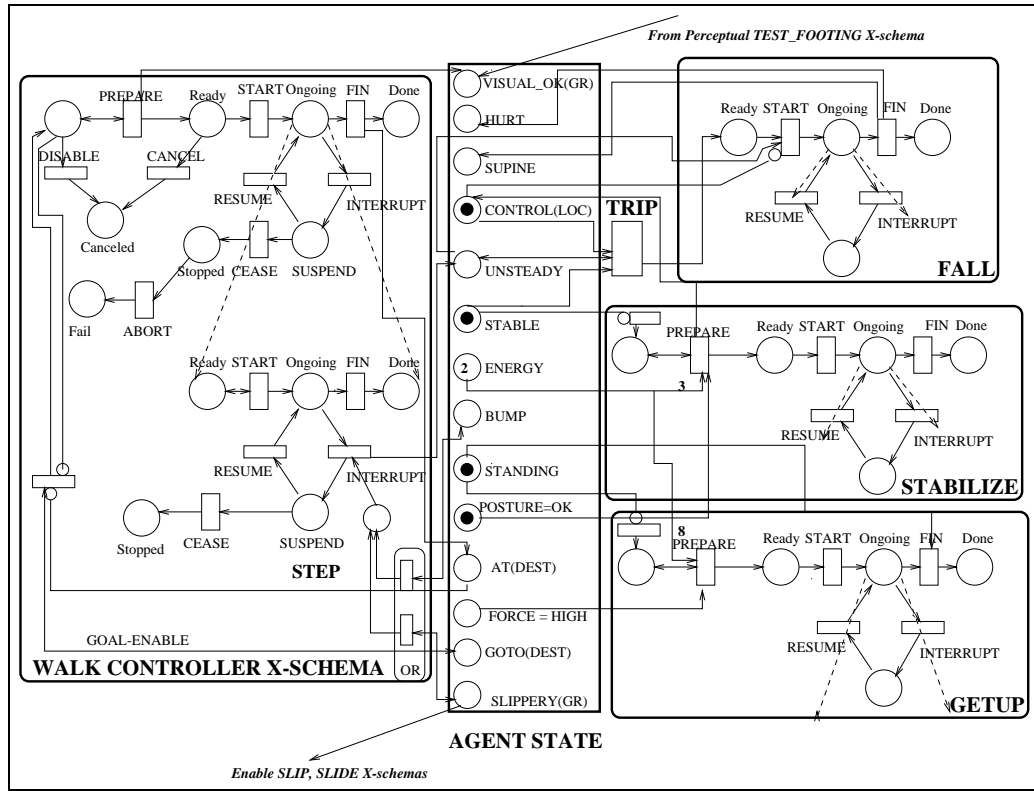 From Perceptual TEST_FOOTING X-schema
PREPARE
Ready
START
Ongoing
FIN
Done
DISABLE
CANCEL
RESUME
INTERRUPT
Canceled
Stopped
CEASE
SUSPEND
Fail
ABORT
Ready
START
Ongoing
FIN
Done
RESUME
INTERRUPT
Stopped
CEASE
SUSPEND
STEP
GOAL-ENABLE
WALK CONTROLLER X-SCHEMA
OR
VISUAL_OK(GR)
HURT
SUPINE
CONTROL(LOC)
UNSTEADY
STABLE
2 ENERGY
BUMP
STANDING
POSTURE=OK
AT(DEST)
FORCE = HIGH
GOTO(DEST)
SLIPPERY(GR)
AGENT STATE
Enable SLIP, SLIDE X-schemas
TRIP
Ready
START
Ongoing
FIN
Done
RESUME
INTERRUPT
FALL
PREPARE
Ready
START
Ongoing
FIN
Done
3
RESUME
INTERRUPT
STABILIZE
8
PREPARE
Ready
START
Ongoing
FIN
Done
RESUME
INTERRUPT
GETUP